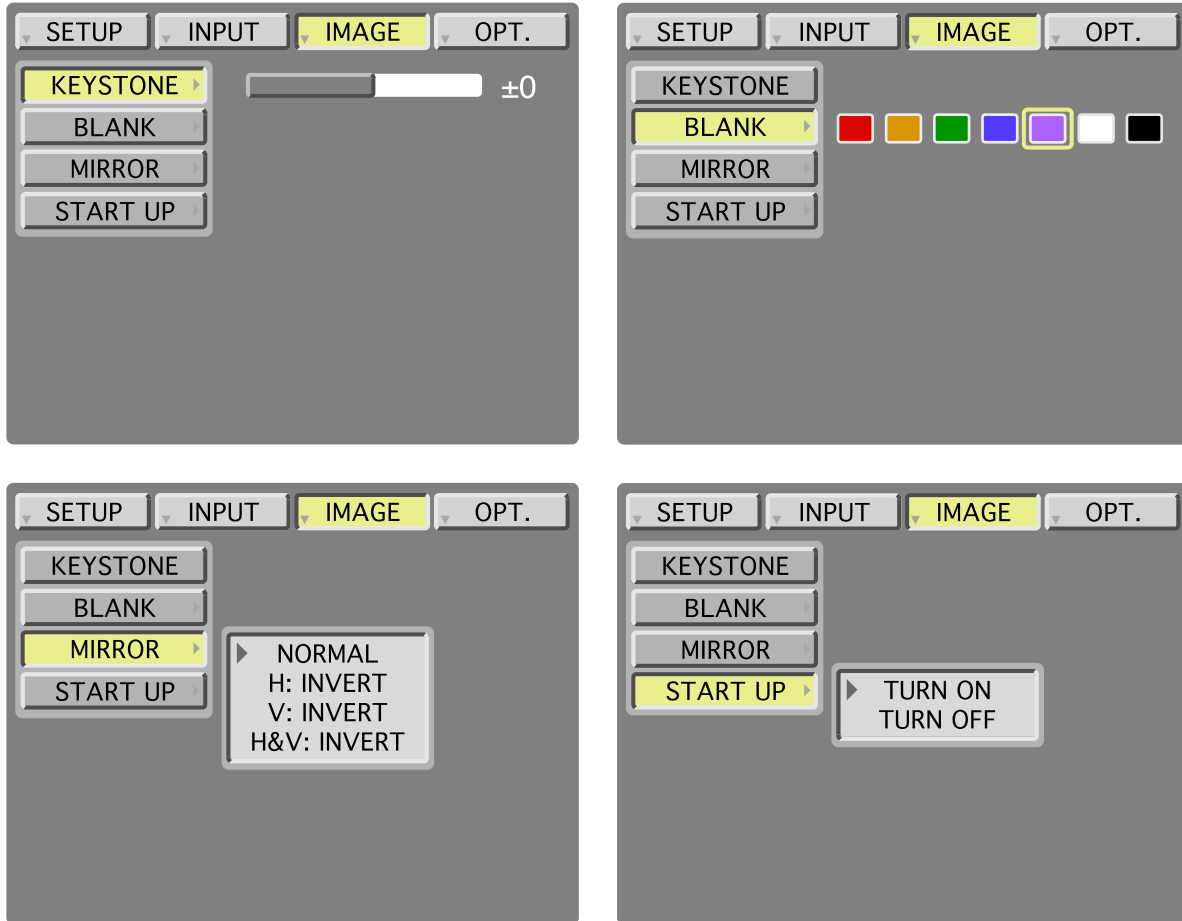 SETUP INPUT IMAGE OPT.
KEYSTONE ±0
BLANK
MIRROR
START UP
SETUP INPUT IMAGE OPT.
KEYSTONE
BLANK
MIRROR
START UP
SETUP INPUT IMAGE OPT.
KEYSTONE
BLANK
MIRROR
START UP
NORMAL
H: INVERT
V: INVERT
H&V: INVERT
SETUP INPUT IMAGE OPT.
KEYSTONE
BLANK
MIRROR
START UP
TURN ON
TURN OFF